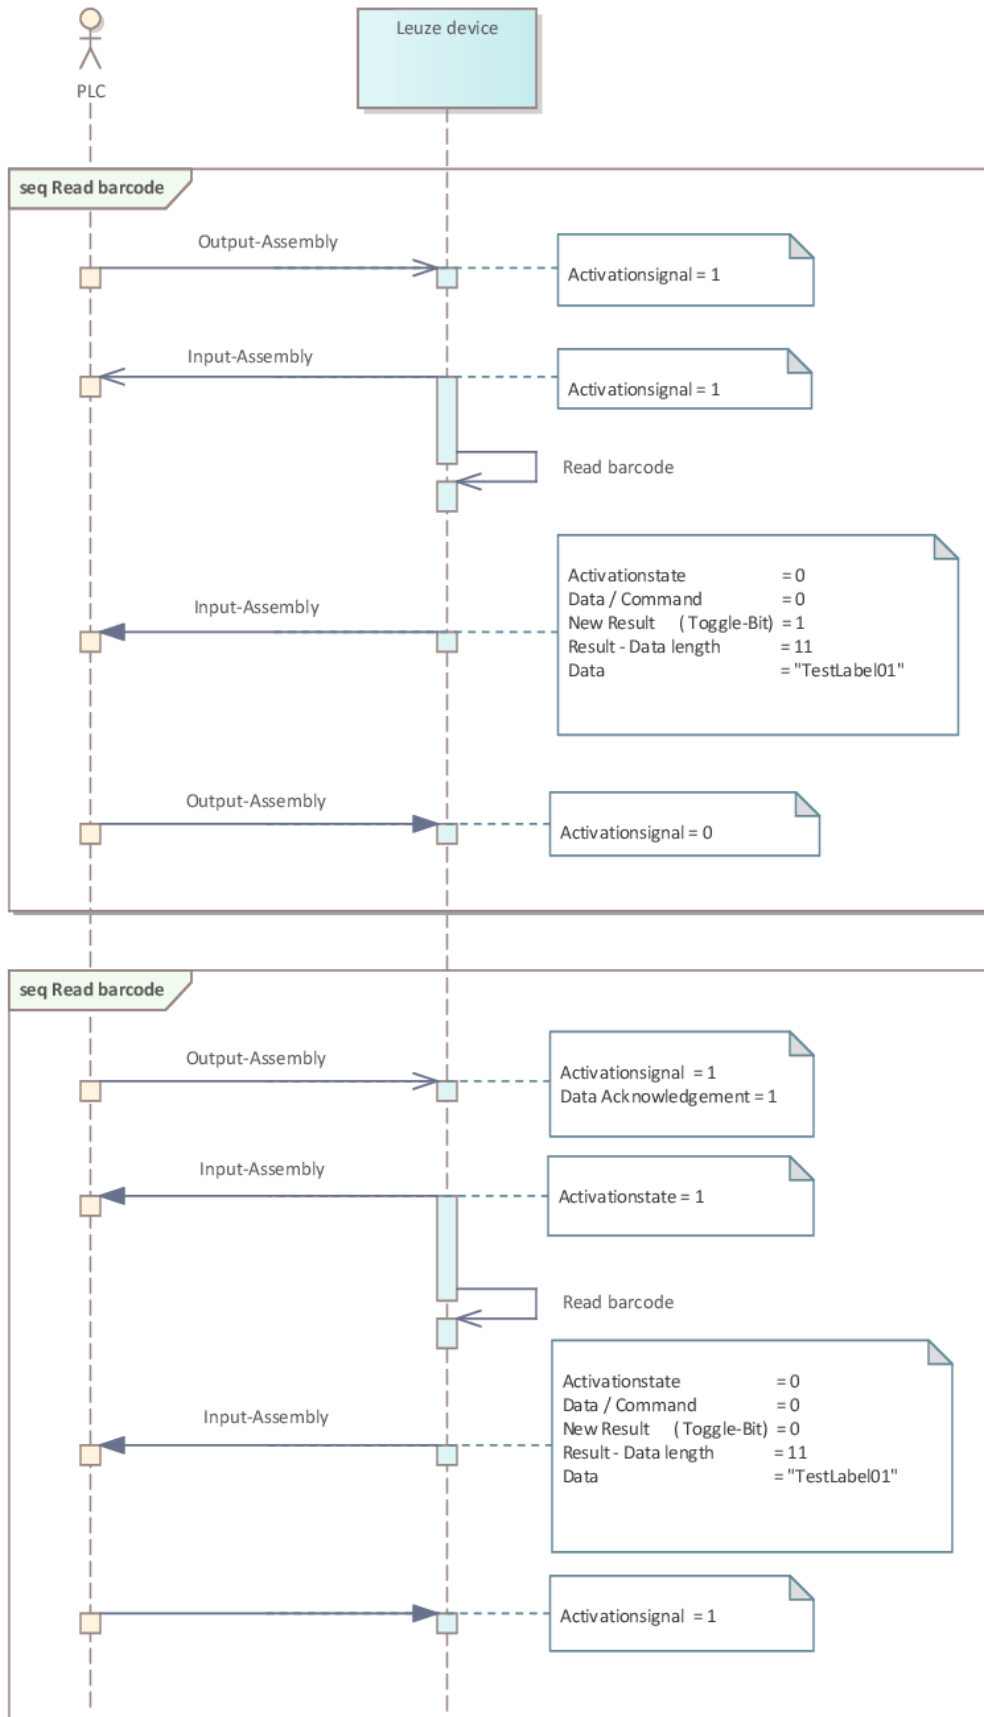 Leuze device
PLC
seq Read barcode
Output-Assembly
Activationsignal = 1
Input-Assembly
Activationsignal = 1
Read barcode
Activationstate = 0
Data / Command = 0
New Result ( Toggle-Bit) = 1
Result - Data length = 11
Data = "TestLabel01"
Input-Assembly
Output-Assembly
Activationsignal = 0
seq Read barcode
Output-Assembly
Activationsignal = 1
Data Acknowledgement = 1
Input-Assembly
Activationstate = 1
Read barcode
Activationstate = 0
Data / Command = 0
New Result ( Toggle-Bit) = 0
Result - Data length = 11
Data = "TestLabel01"
Input-Assembly
Activationsignal = 1